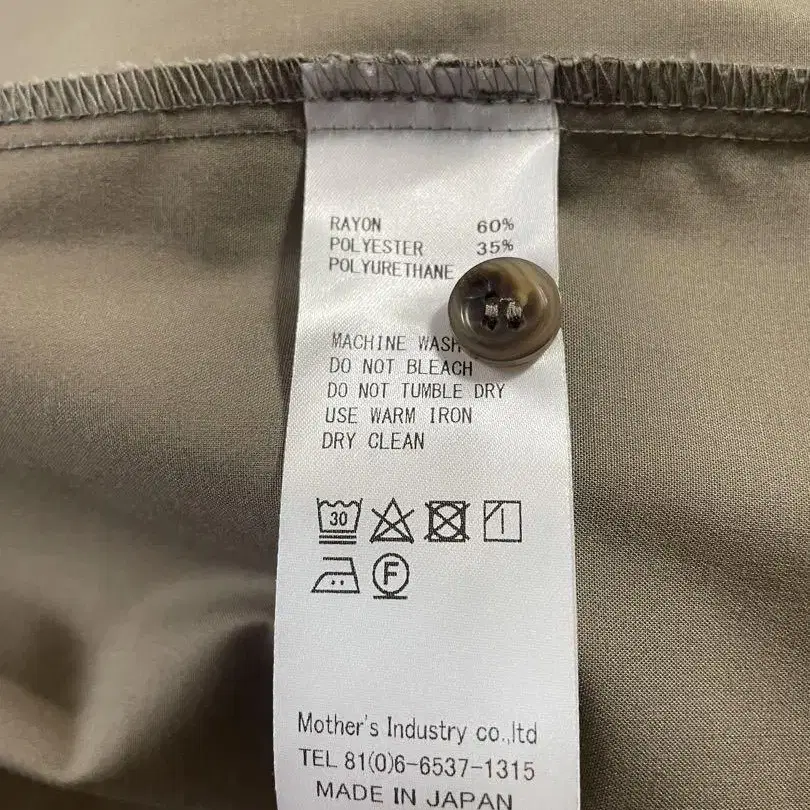 RAYON 60%
POLYESTER 35%
POLYURETHANE
MACHINE WASH
DO NOT BLEACH
DO NOT TUMBLE DRY
USE WARM IRON
DRY CLEAN
30
F
Mother's Industry co.,ltd
TEL 81(0)6-6537-1315
MADE IN JAPAN